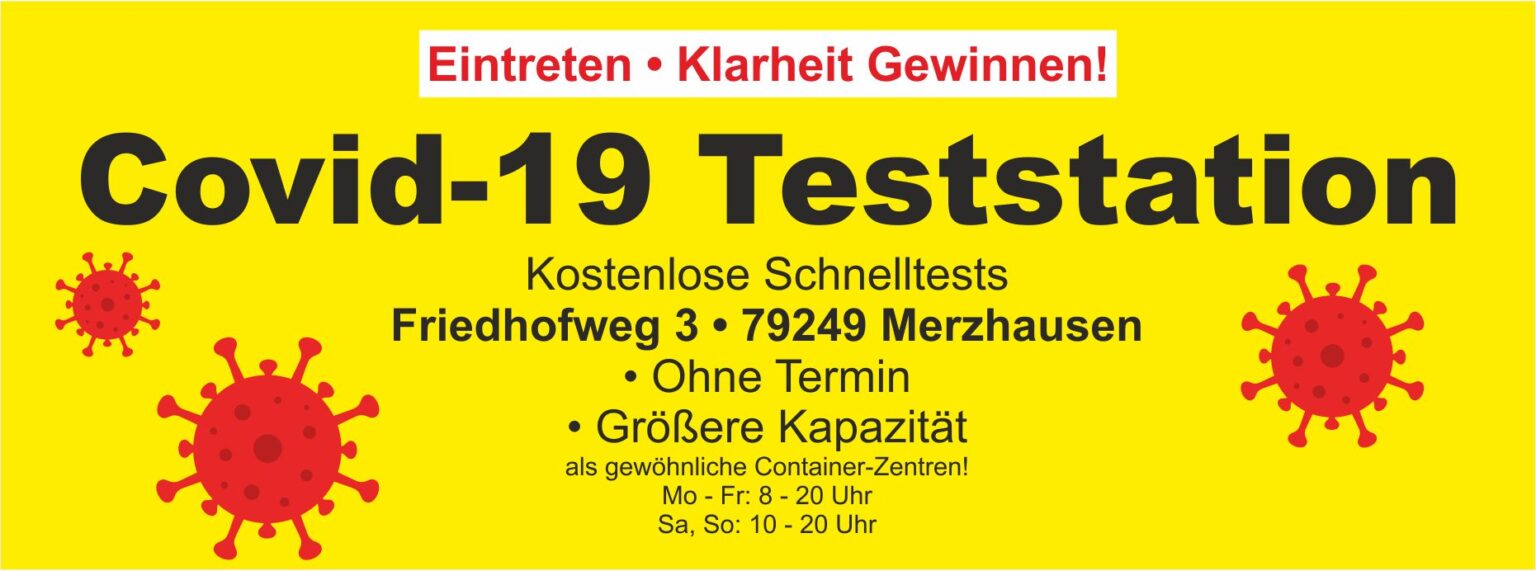 Eintreten • Klarheit Gewinnen!
Covid-19 Teststation
Kostenlose Schnelltests
Friedhofweg 3 • 79249 Merzhausen
• Ohne Termin
• Größere Kapazität
als gewöhnliche Container-Zentren!
Mo - Fr: 8 - 20 Uhr
Sa, So: 10 - 20 Uhr